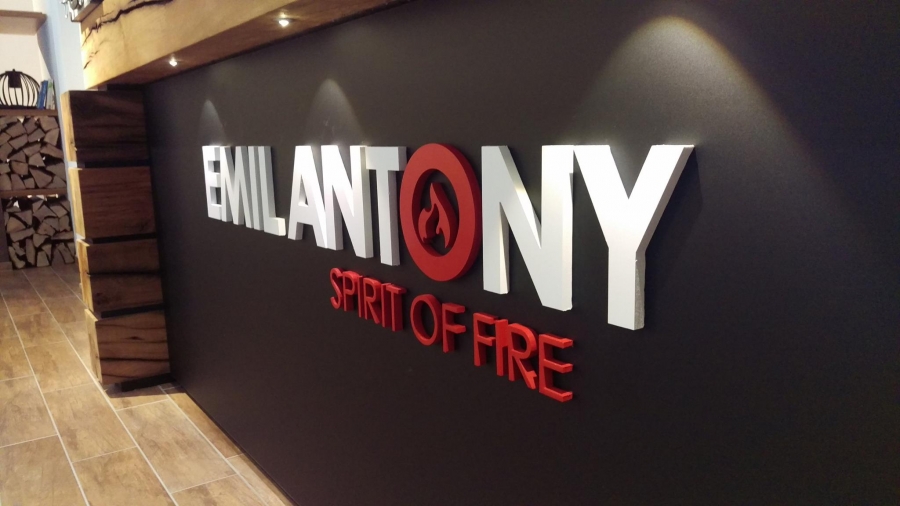 EMILANTONY
SPIRIT OF FIRE